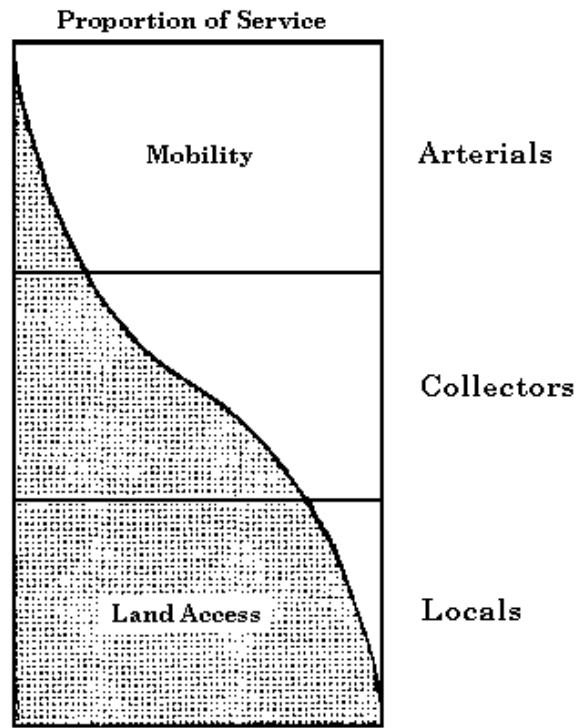 Proportion of Service
Mobility
Arterials
Collectors
Land Access
Locals